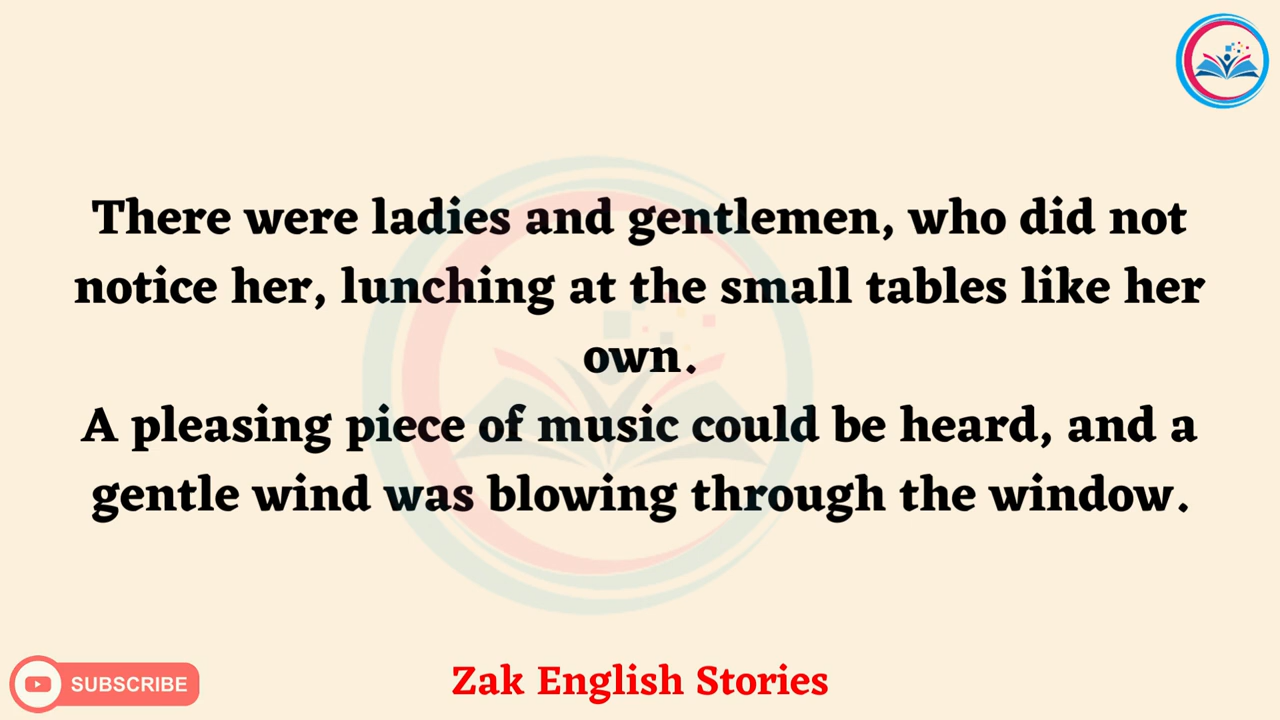 There were ladies and gentlemen, who did not
notice her, lunching at the small tables like her
own.
A pleasing piece of music could be heard, and a
gentle wind was blowing through the window.
SUBSCRIBE
Zak English Stories